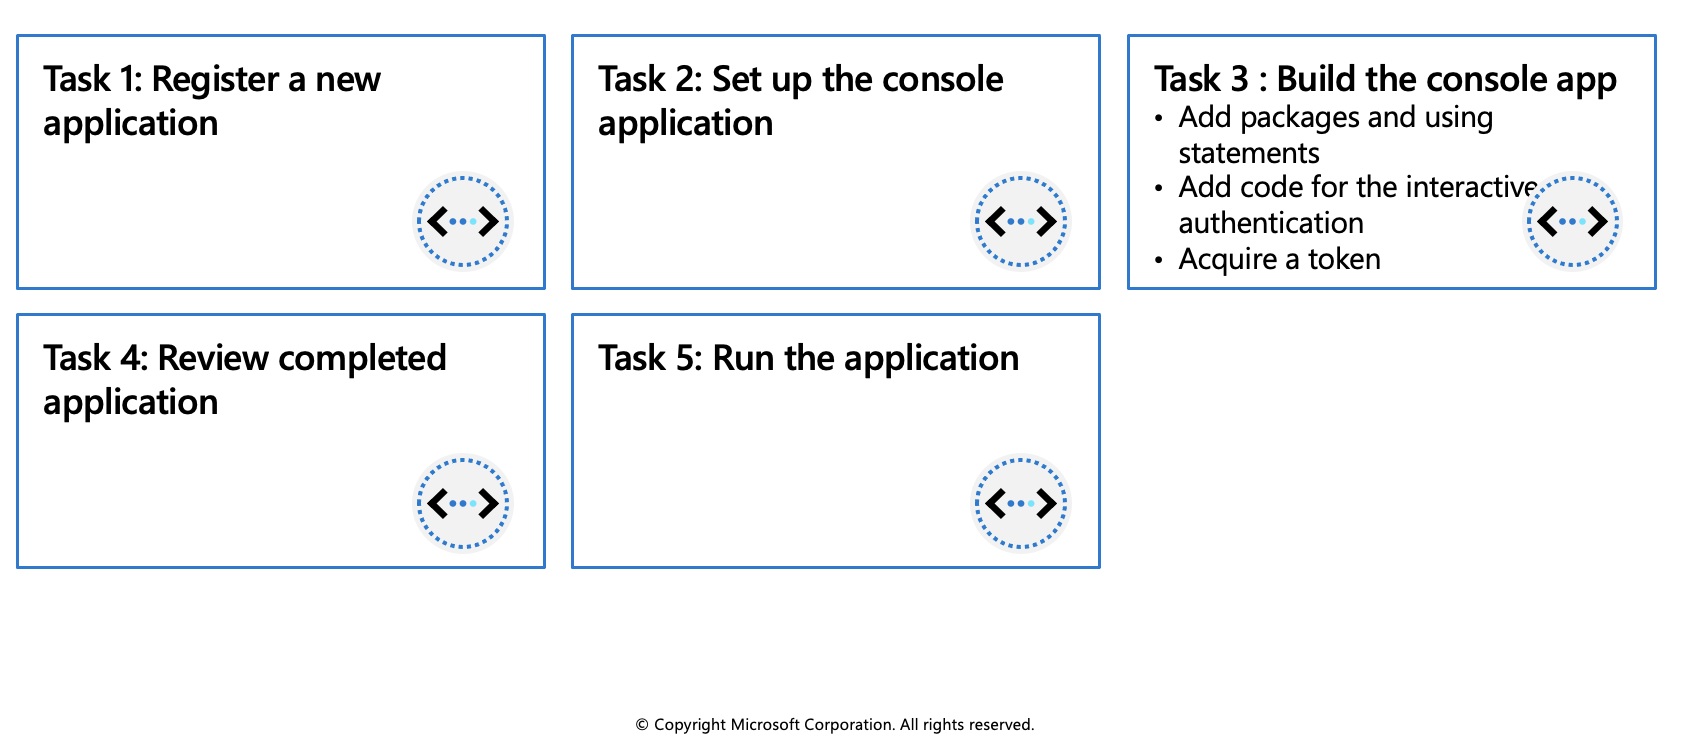 Task 1: Register a new
application
Task 2: Set up the console
application
Task 3 : Build the console app
• Add packages and using
statements
• Add code for the interactive
authentication
• Acquire a token
Task 4: Review completed
application
Task 5: Run the application
© Copyright Microsoft Corporation. All rights reserved.